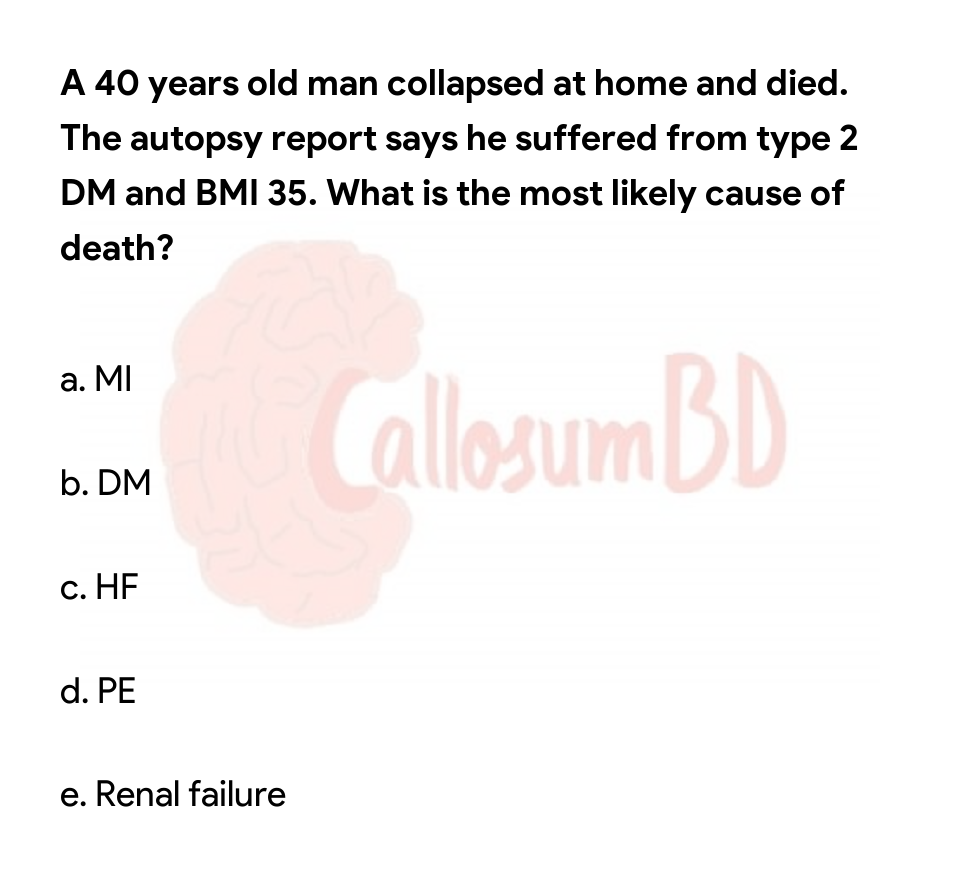 A 40 years old man collapsed at home and died.
The autopsy report says he suffered from type 2
DM and BMI 35. What is the most likely cause of
death?
CallosumBD
a. MI
b. DM
c. HF
d. PE
e. Renal failure